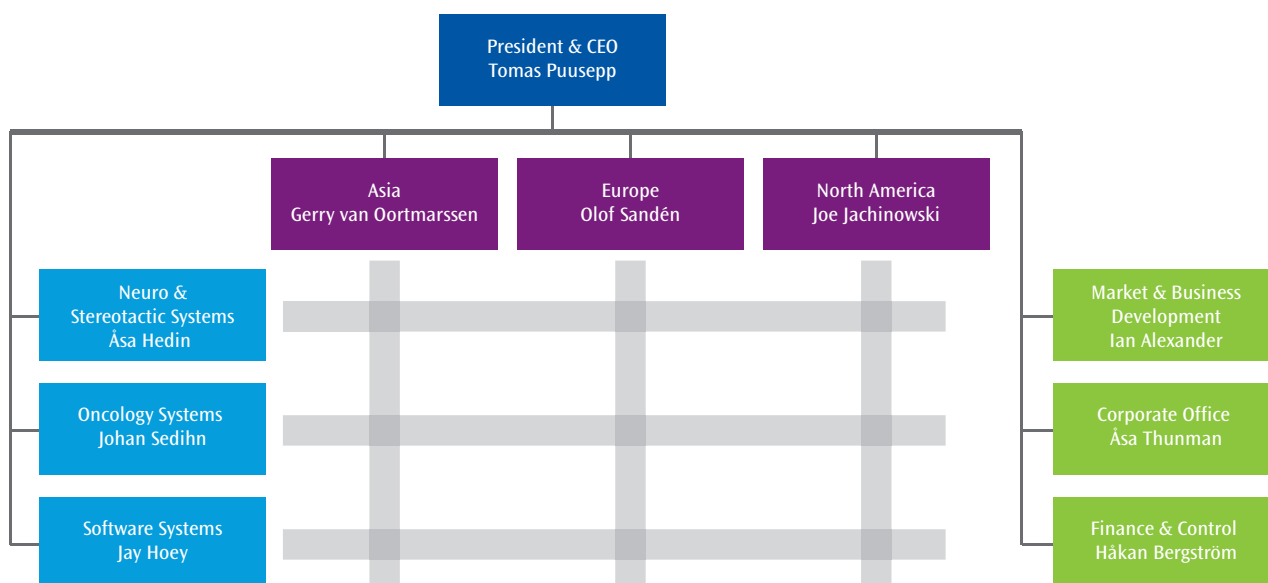 President & CEO
Tomas Puusepp
Asia
Gerry van Oortmarssen
Europe
Olof Sandén
North America
Joe Jachinowski
Neuro &
Stereotactic Systems
Åsa Hedin
Market & Business
Development
Ian Alexander
Oncology Systems
Johan Sedihn
Corporate Office
Åsa Thunman
Software Systems
Jay Hoey
Finance & Control
Håkan Bergström